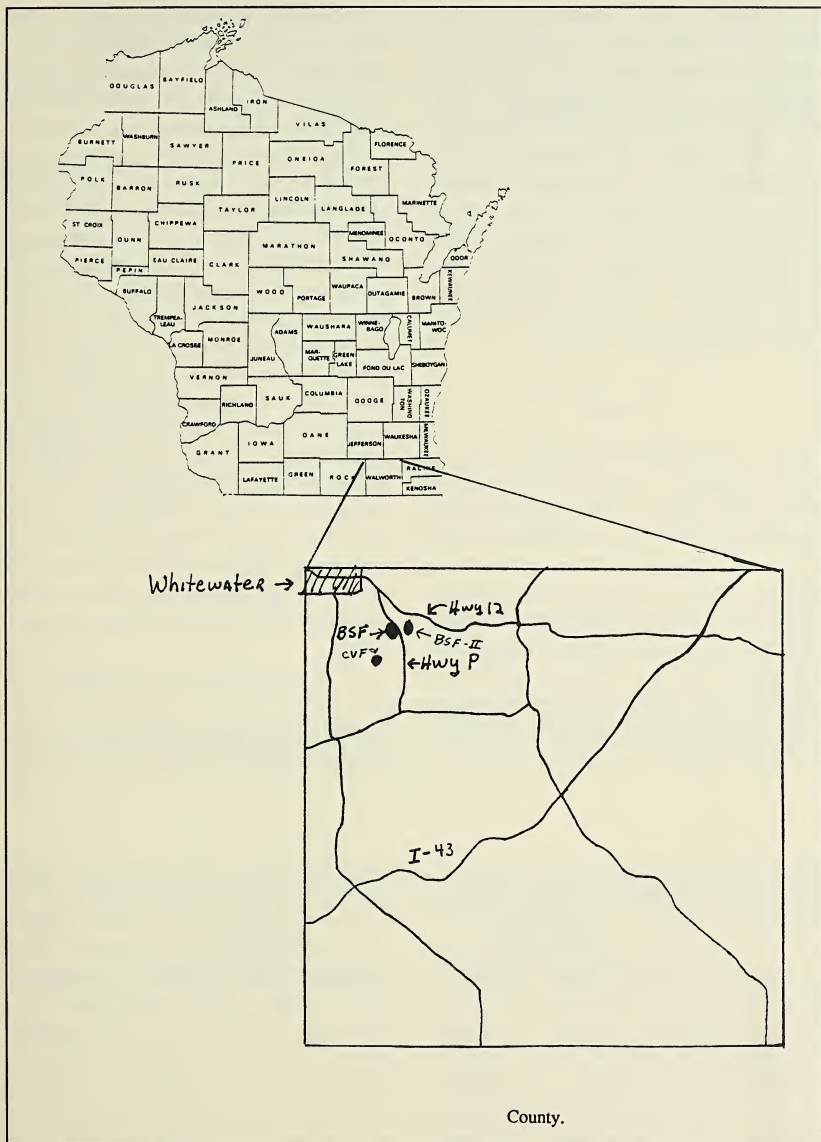 DOUGLAS
BAYFIELD
ASHLAND
IRON
VILAS
BURNETT
WASHBURN
SAWYER
PRICE
ONEIDA
FOREST
FLORENCE
POLK
BARRON
RUSK
LINCOLN
LANGLADE
MARINETTE
TAYLOR
ST CROIX
DUNN
CHIPPEWA
MENOMINEE
OCONTO
MARATHON
PIERCE
PEPIN
EAU CLAIRE
CLARK
SHAWANO
DOOR
BUFFALO
WOOD
PORTAGE
WAUPACA
OUTAGAMIE
BROWN
KEWAUNEE
TREMPEA-
LEAU
JACKSON
ADAMS
WAUSHARA
WINNE-
BAGO
CALUMET
MANITO-
WOC
LA CROSSE
MONROE
JUNEAU
MAR-
QUETTE
GREEN
LAKE
FOND DU LAC
SHEBOYGAN
VERNON
RICHLAND
SAUK
COLUMBIA
DODGE
WASHING
TON
OZAUKEE
CRAWFORD
GRANT
IOWA
DANE
JEFFERSON
WAUKESHA
MILWAUKEE
LAFAYETTE
GREEN
ROCK
WALWORTH
RACINE
KENOSHA
Whitewater →
← Hwy 12
BSF →
← BSF-II
CVF
← Hwy P
I-43
County.